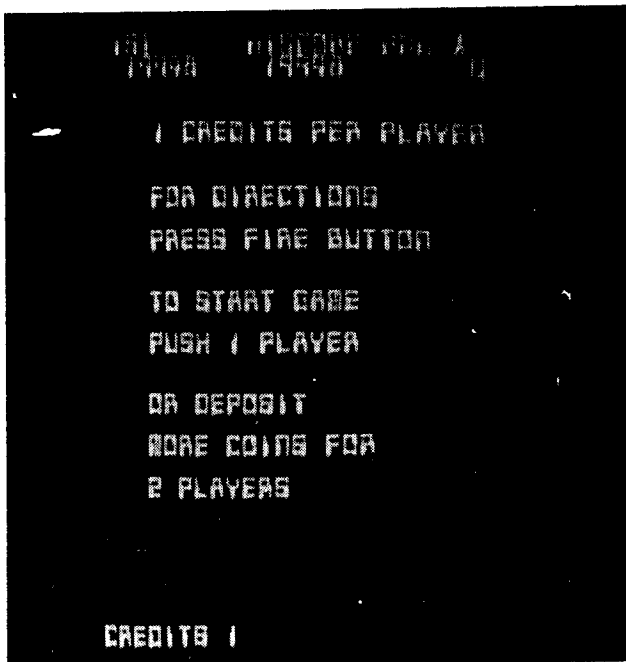 HISCORE
1 CREDITS PER PLAYER
FOR DIRECTIONS
PRESS FIRE BUTTON
TO START GAME
PUSH 1 PLAYER
OR DEPOSIT
MORE COINS FOR
2 PLAYERS
CREDITS 1